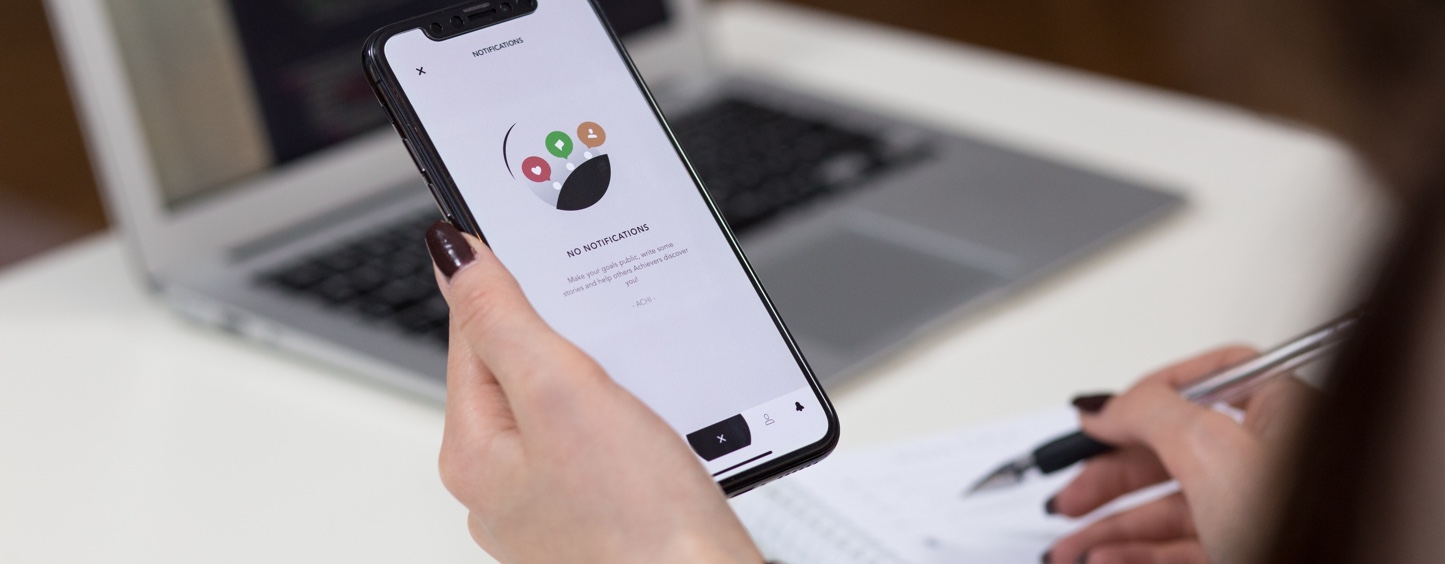 NOTIFICATIONS
NO NOTIFICATIONS
Make your goals public, write some
stories and help others Achievers discover
you!
- ACHI -